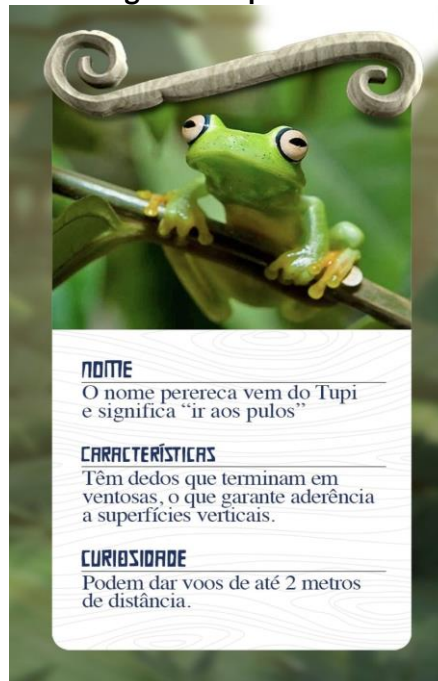 NOME
O nome perereca vem do Tupi
e significa “ir aos pulos”
CARACTERÍSTICAS
Têm dedos que terminam em
ventosas, o que garante aderência
a superfícies verticais.
CURIOSIDADE
Podem dar voos de até 2 metros
de distância.